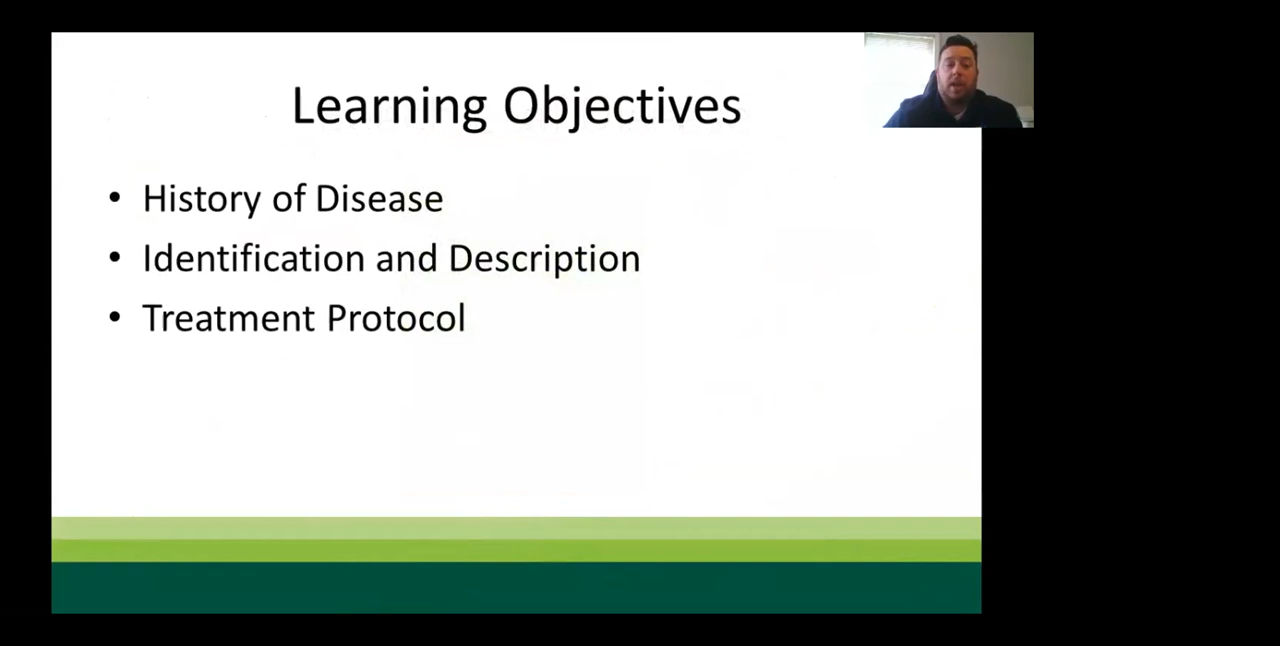 Learning Objectives
• History of Disease
• Identification and Description
• Treatment Protocol